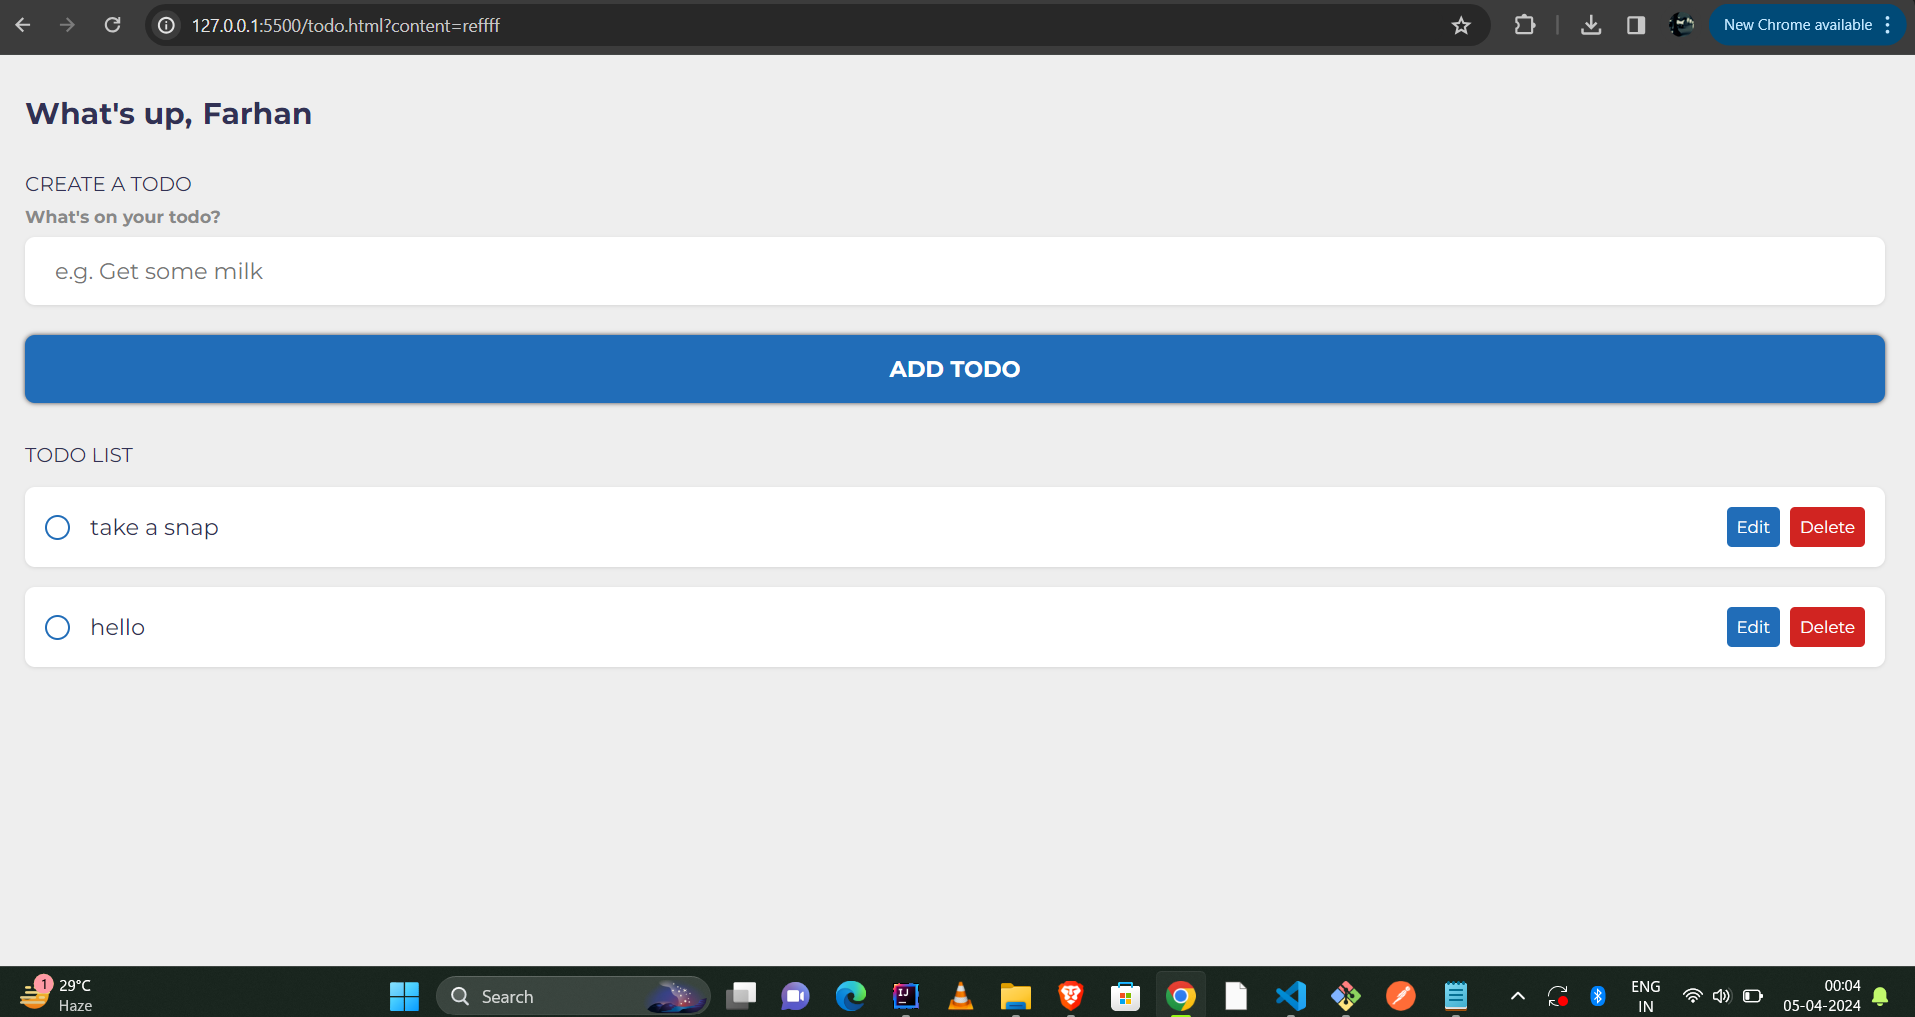 127.0.0.1:5500/todo.html?content=reffff
New Chrome available
What's up, Farhan
CREATE A TODO
What's on your todo?
e.g. Get some milk
ADD TODO
TODO LIST
take a snap
Edit
Delete
hello
Edit
Delete
1
29°C
Haze
Search
IJ
ENG
IN
00:04
05-04-2024